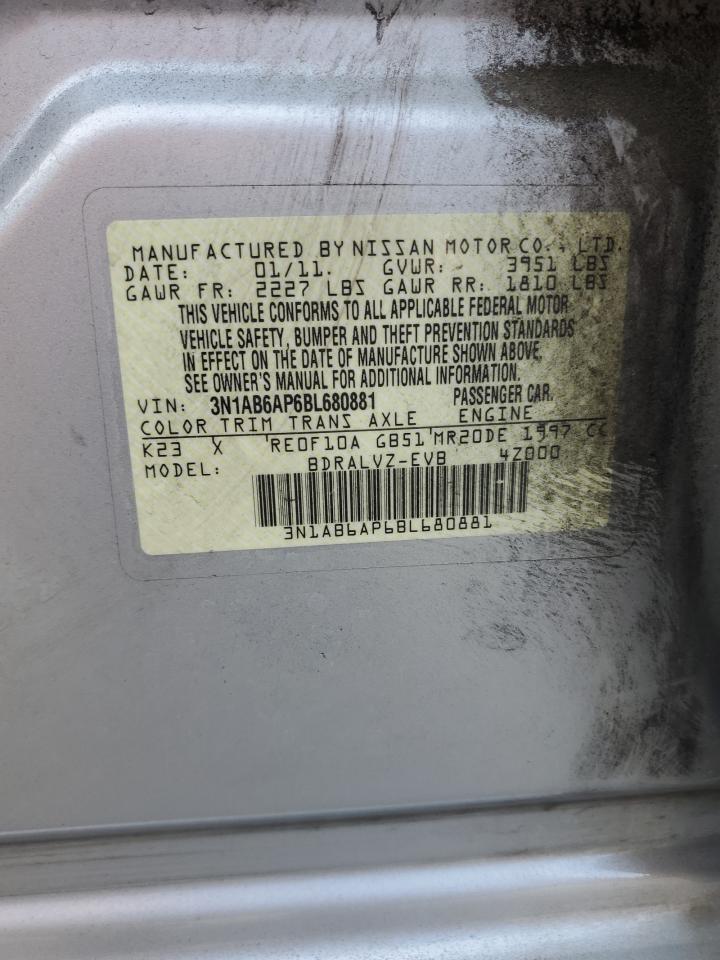 MANUFACTURED BY NISSAN MOTOR CO., LTD.
DATE: 01/11. GVWR: 3951 LBS
GAWR FR: 2227 LBS GAWR RR: 1810 LBS
THIS VEHICLE CONFORMS TO ALL APPLICABLE FEDERAL MOTOR
VEHICLE SAFETY, BUMPER AND THEFT PREVENTION STANDARDS
IN EFFECT ON THE DATE OF MANUFACTURE SHOWN ABOVE.
SEE OWNER'S MANUAL FOR ADDITIONAL INFORMATION.
VIN: 3N1AB6AP6BL680881 PASSENGER CAR.
COLOR TRIM TRANS AXLE ENGINE
K23 X RE0F10A GB51 MR20DE 1997 CC
MODEL: BDRALVZ-EVB 4Z000
3N1AB6AP6BL680881